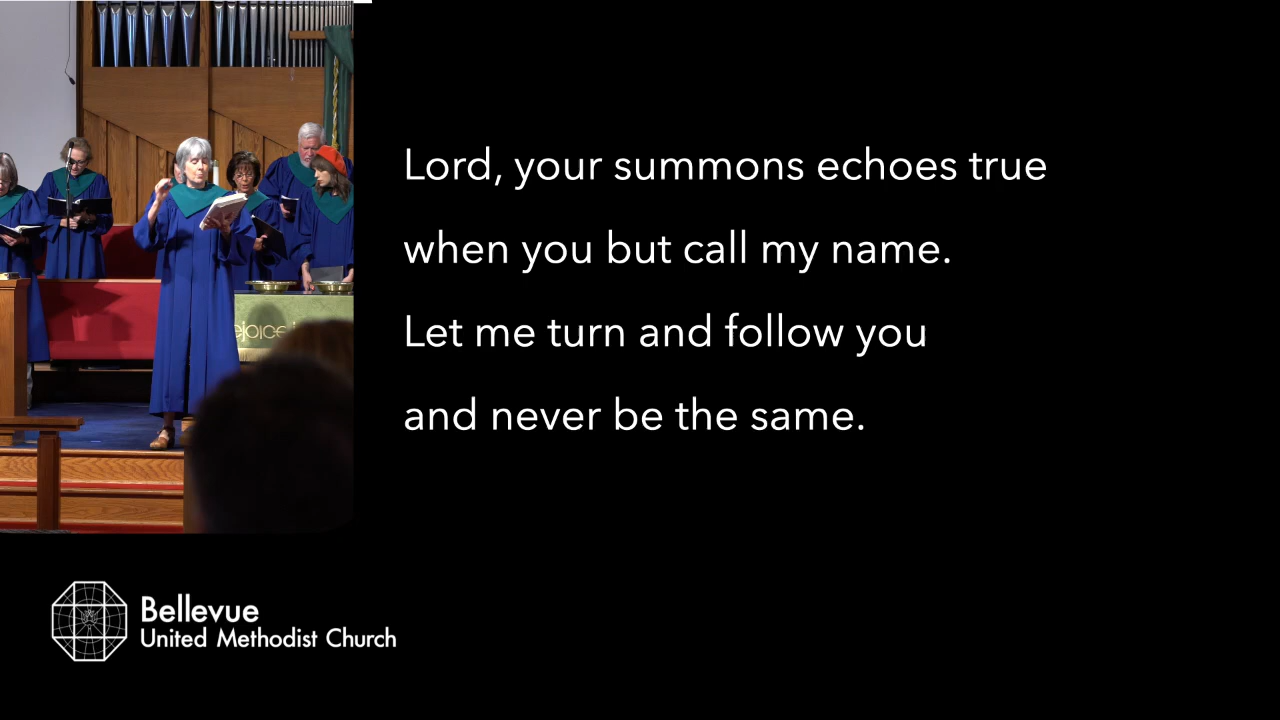 Lord, your summons echoes true
when you but call my name.
Let me turn and follow you
and never be the same.
ejoice
Bellevue
United Methodist Church